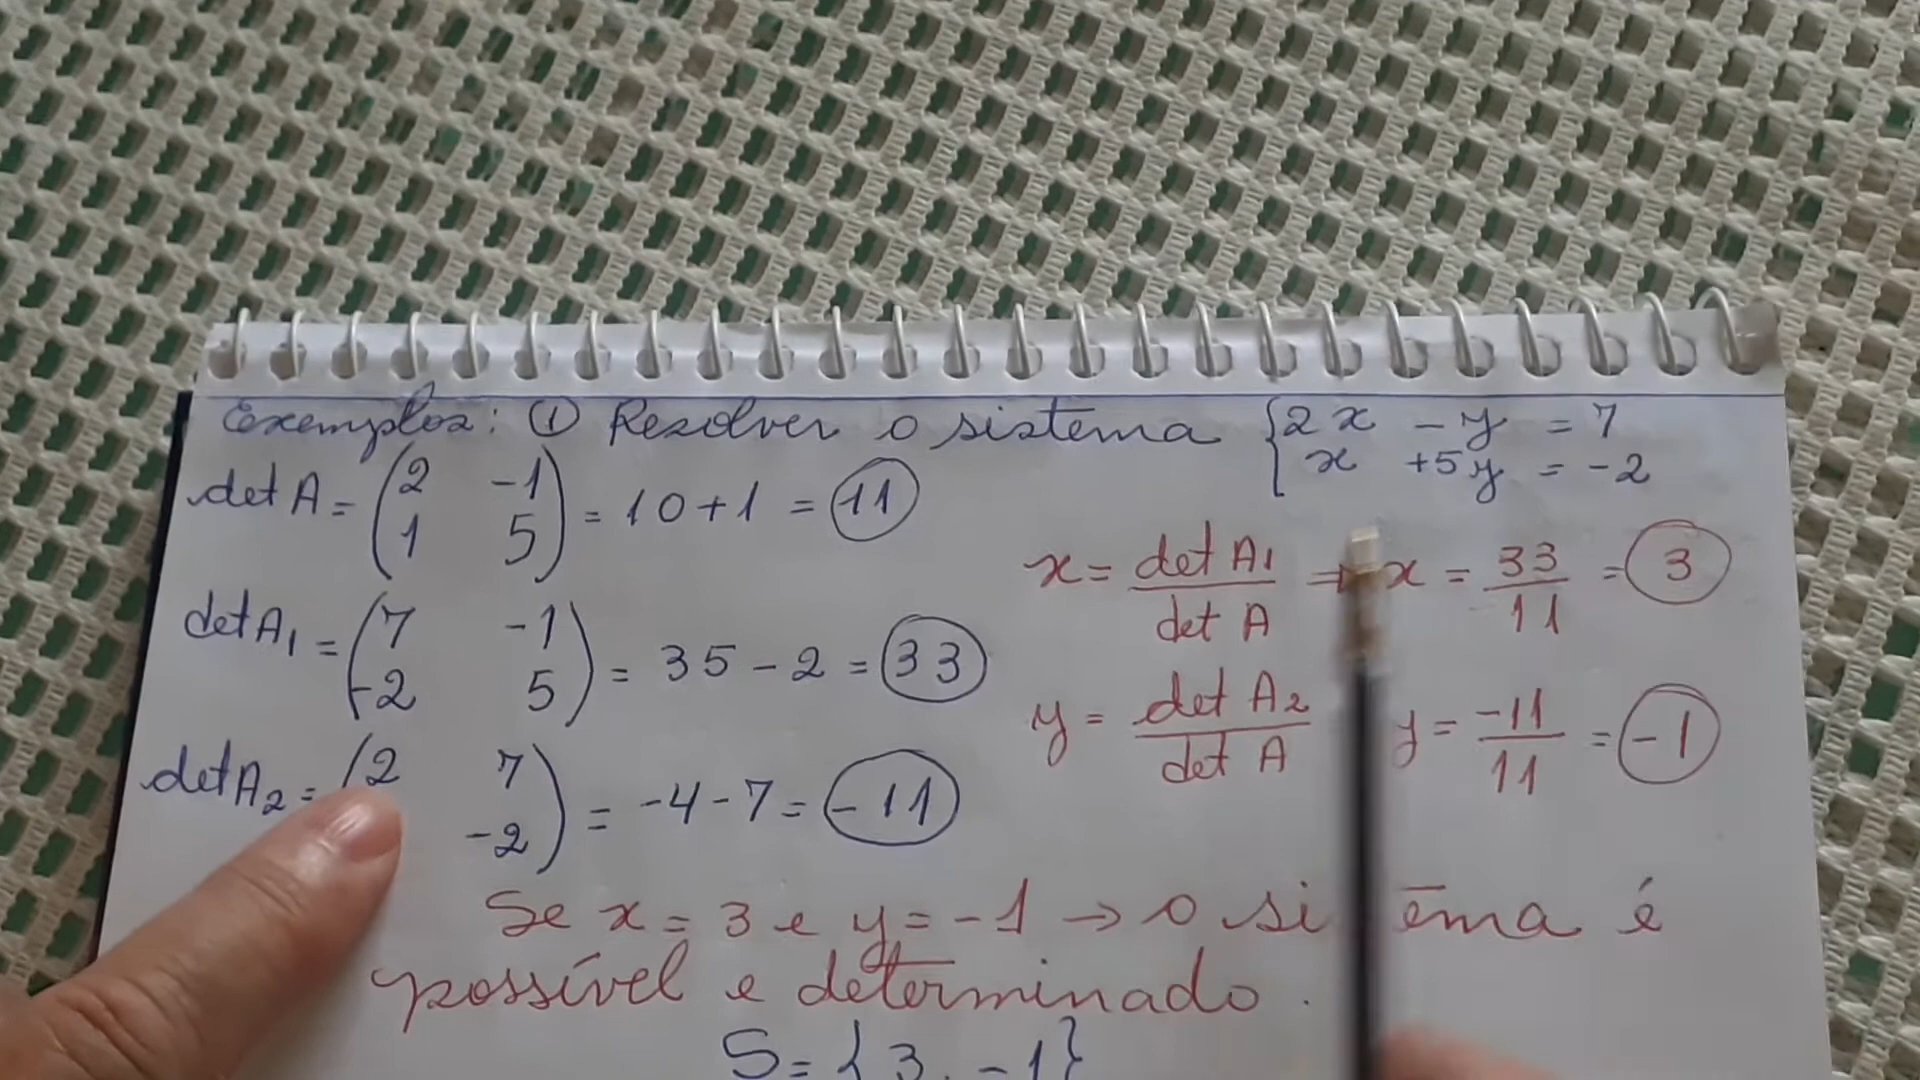 Exemplos: ① Resolver o sistema { 2x - y = 7
x + 5y = -2
det A = ( 2 -1
1 5 ) = 10 + 1 = 11
det A1 = ( 7 -1
-2 5 ) = 35 - 2 = 33
det A2 = ( 2 7
-2 ) = -4 - 7 = -11
x = det A1 / det A ⇒ x = 33 / 11 = 3
y = det A2 / det A y = -11 / 11 = -1
Se x = 3 e y = -1 → o sistema é
possível e determinado.
S = { 3, -1 }